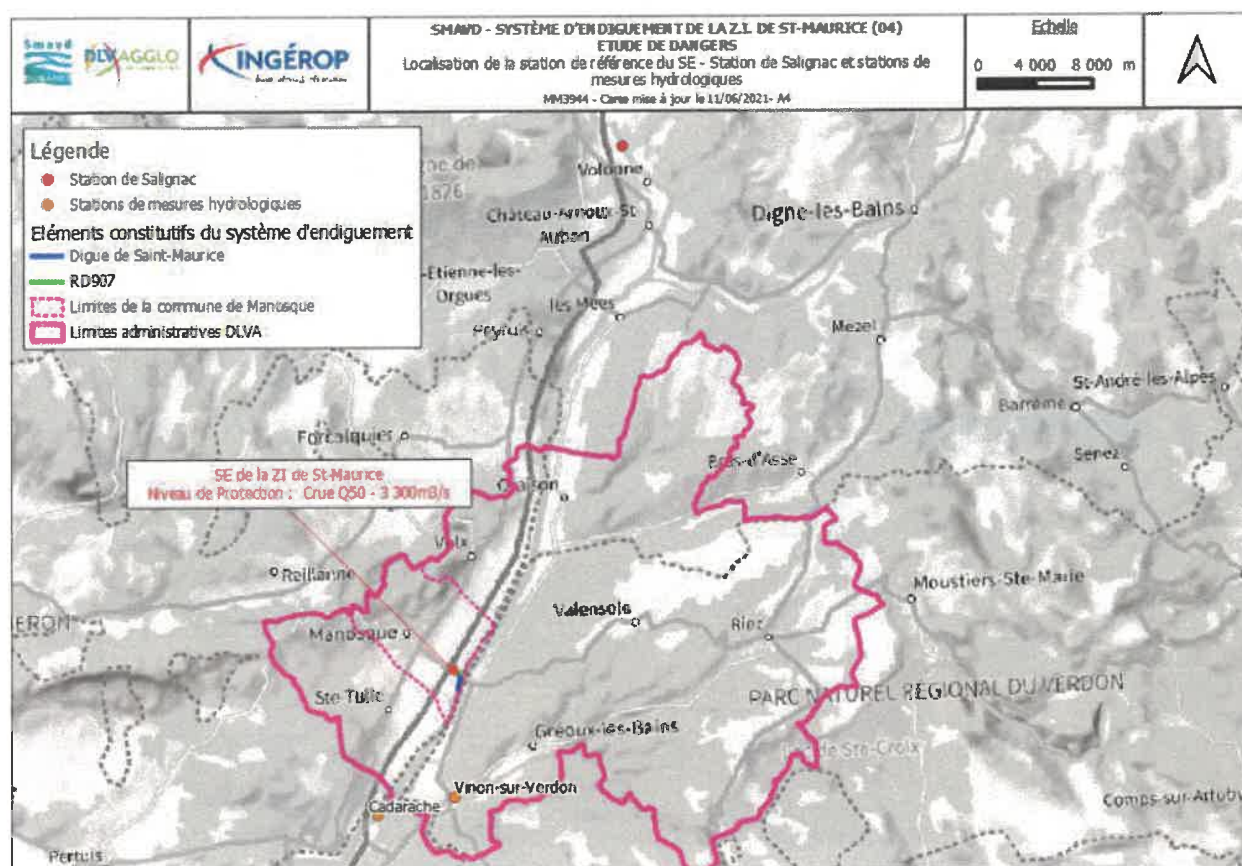 Smavd
DLVAGGLO
INGÉROP
SMAVD - SYSTÈME D'ENDIGUEMENT DE LA Z.I. DE ST-MAURICE (04)
ETUDE DE DANGERS
Localisation de la station de référence du SE - Station de Salignac et stations de
mesures hydrologiques
MM3944 - Carte mise à jour le 11/06/2021- A4
Echelle
0 4 000 8 000 m
Légende
Station de Salignac
Stations de mesures hydrologiques
Eléments constitutifs du système d'endiguement
Digue de Saint-Maurice
RD907
Limites de la commune de Manosque
Limites administratives DLVA
1876
Volonne
Château-Arnoux-St
Auban
Digne-les-Bains
-Etienne-les-
Orgues
les Mées
Peyruis
Mezel
St-André-les-Alpes
Barrême
Forcalquier
Senez
Bras-d'Asse
SE de la ZI de St-Maurice
Niveau de Protection : Crue Q50 - 3 300m3/s
Oraison
Volx
Reillanne
Moustiers-Ste-Marie
Valensole
ERON
Manosque
Riez
Ste Tulle
PARC NATUREL REGIONAL DU VERDON
Gréoux-les-Bains
de Ste-Croix
Vinon-sur-Verdon
Cadarache
Comps-sur-Artuby
Pertuis